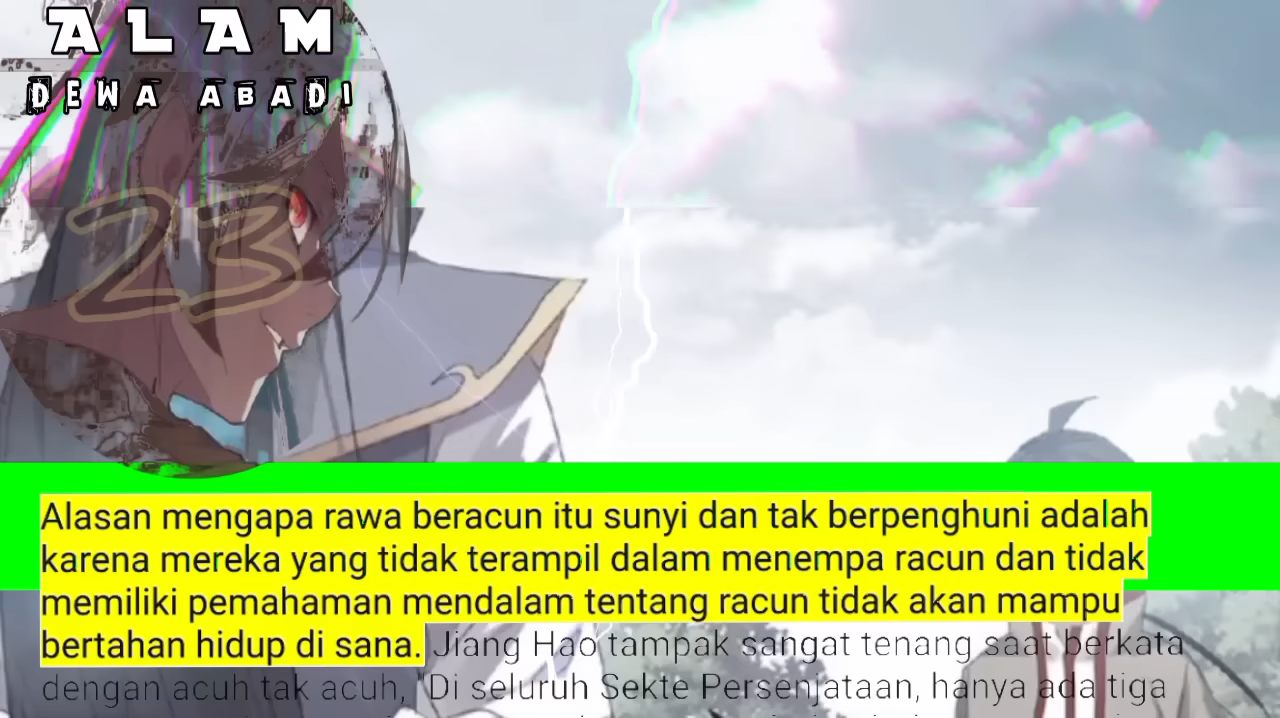 ALAM
DEWA ABADI
23
Alasan mengapa rawa beracun itu sunyi dan tak berpenghuni adalah
karena mereka yang tidak terampil dalam menempa racun dan tidak
memiliki pemahaman mendalam tentang racun tidak akan mampu
bertahan hidup di sana. Jiang Hao tampak sangat tenang saat berkata
dengan acuh tak acuh, "Di seluruh Sekte Persenjataan, hanya ada tiga